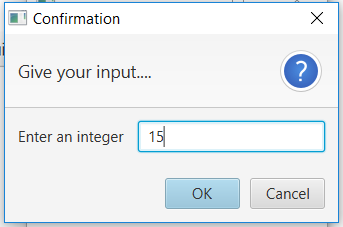 Confirmation
Give your input....
?
Enter an integer 15
OK Cancel